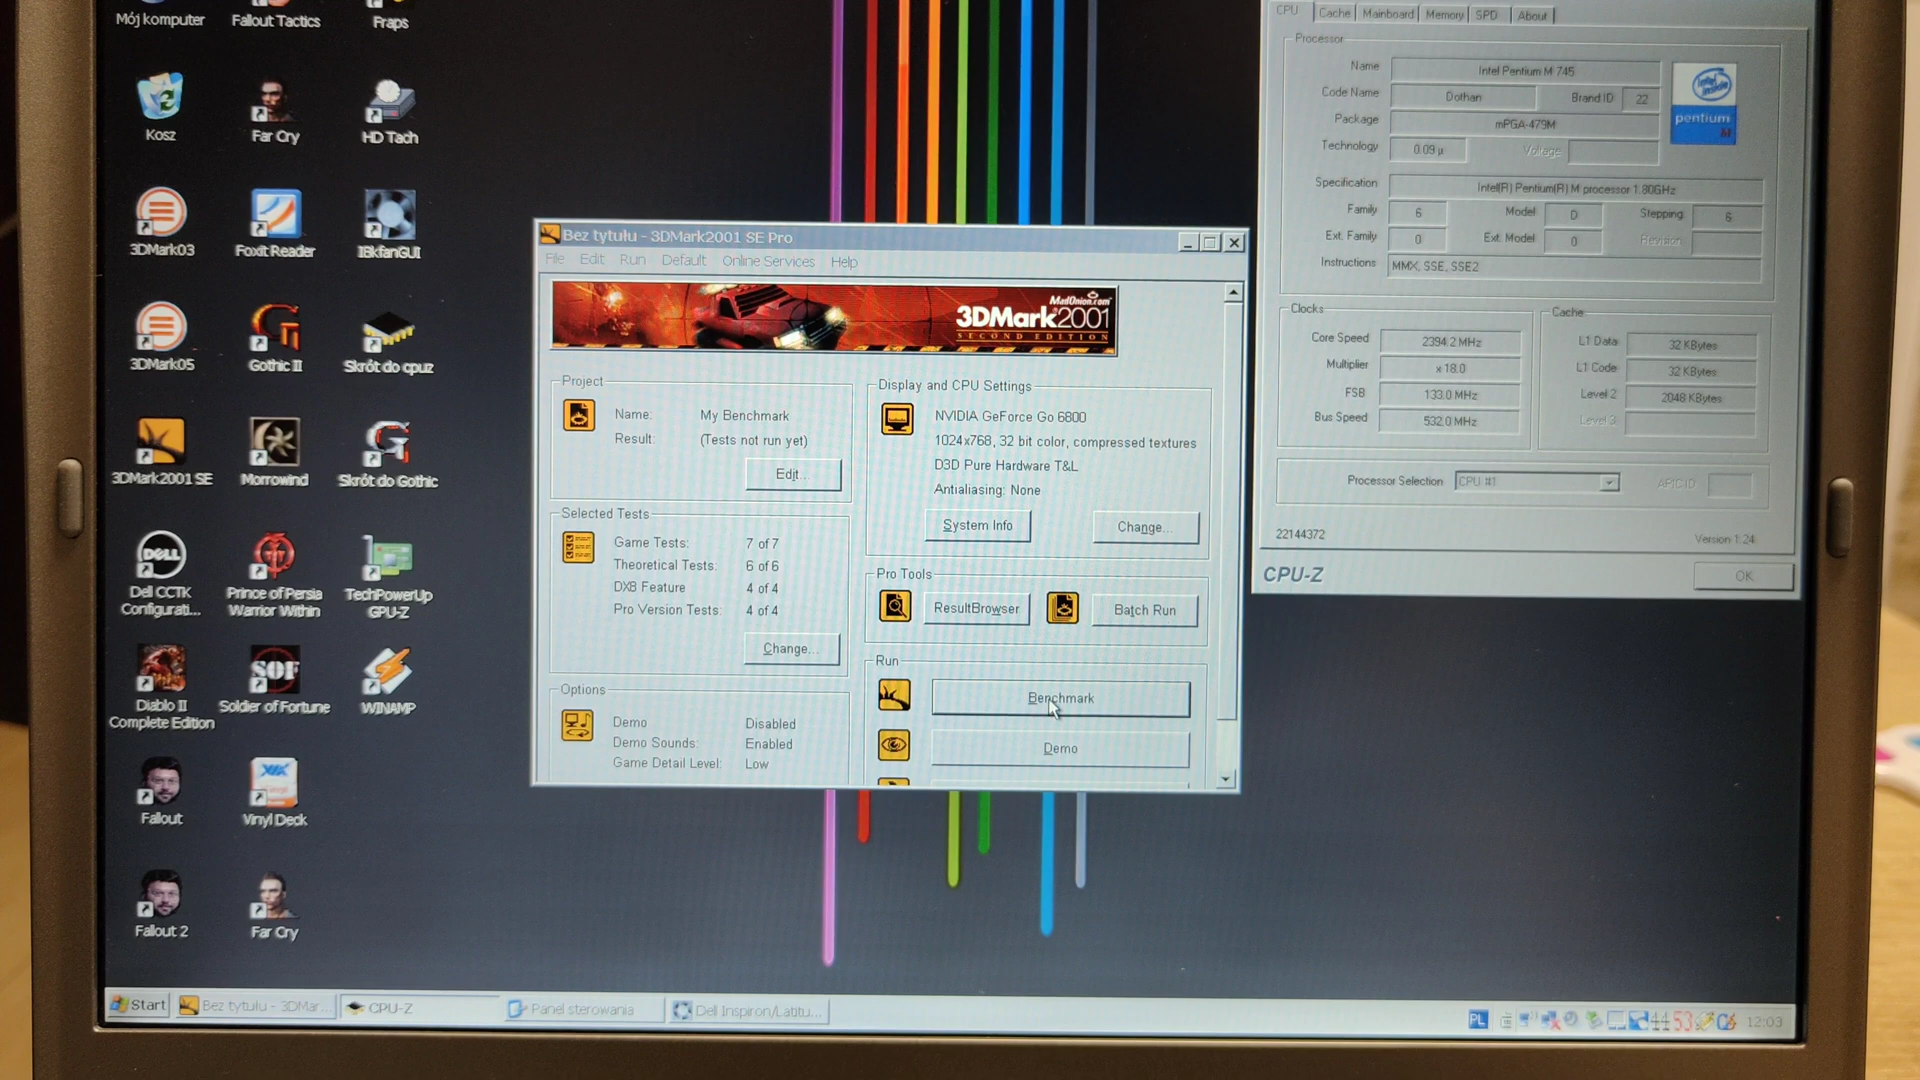 Mój komputer
Fallout Tactics
Fraps
Kosz
Far Cry
HD Tach
3DMark03
Foxit Reader
I8kfanGUI
3DMark05
Gothic II
Skrót do cpuz
3DMark2001 SE
Morrowind
Skrót do Gothic
DELL
Dell CCTK
Configurati...
Prince of Persia
Warrior Within
TechPowerUp
GPU-Z
SOF
Diablo II
Complete Edition
Soldier of Fortune
WINAMP
Fallout
Vinyl Deck
Fallout 2
Far Cry
Bez tytułu - 3DMark2001 SE Pro
File Edit Run Default Online Services Help
MadOnion.com
3DMark2001
SECOND EDITION
Project
Name: My Benchmark
Result: (Tests not run yet)
Edit...
Selected Tests
Game Tests: 7 of 7
Theoretical Tests: 6 of 6
DX8 Feature 4 of 4
Pro Version Tests: 4 of 4
Change...
Options
Demo Disabled
Demo Sounds: Enabled
Game Detail Level: Low
Display and CPU Settings
NVIDIA GeForce Go 6800
1024x768, 32 bit color, compressed textures
D3D Pure Hardware T&L
Antialiasing: None
System Info
Change...
Pro Tools
ResultBrowser
Batch Run
Run
Benchmark
Demo
CPU Cache Mainboard Memory SPD About
Processor
Name Intel Pentium M 745
Code Name Dothan Brand ID 22
Package mPGA-479M
Technology 0.09 µ Voltage
pentium M
Specification Intel(R) Pentium(R) M processor 1.80GHz
Family 6 Model D Stepping 6
Ext. Family 0 Ext. Model 0 Revision
Instructions MMX, SSE, SSE2
Clocks
Core Speed 2394.2 MHz
Multiplier x 18.0
FSB 133.0 MHz
Bus Speed 532.0 MHz
Cache
L1 Data 32 KBytes
L1 Code 32 KBytes
Level 2 2048 KBytes
Level 3
Processor Selection CPU #1 APIC ID
22144372
Version 1.24
CPU-Z
OK
Start
Bez tytułu - 3DMar...
CPU-Z
Panel sterowania
Dell Inspiron/Latitu...
PL
44
53
12:03